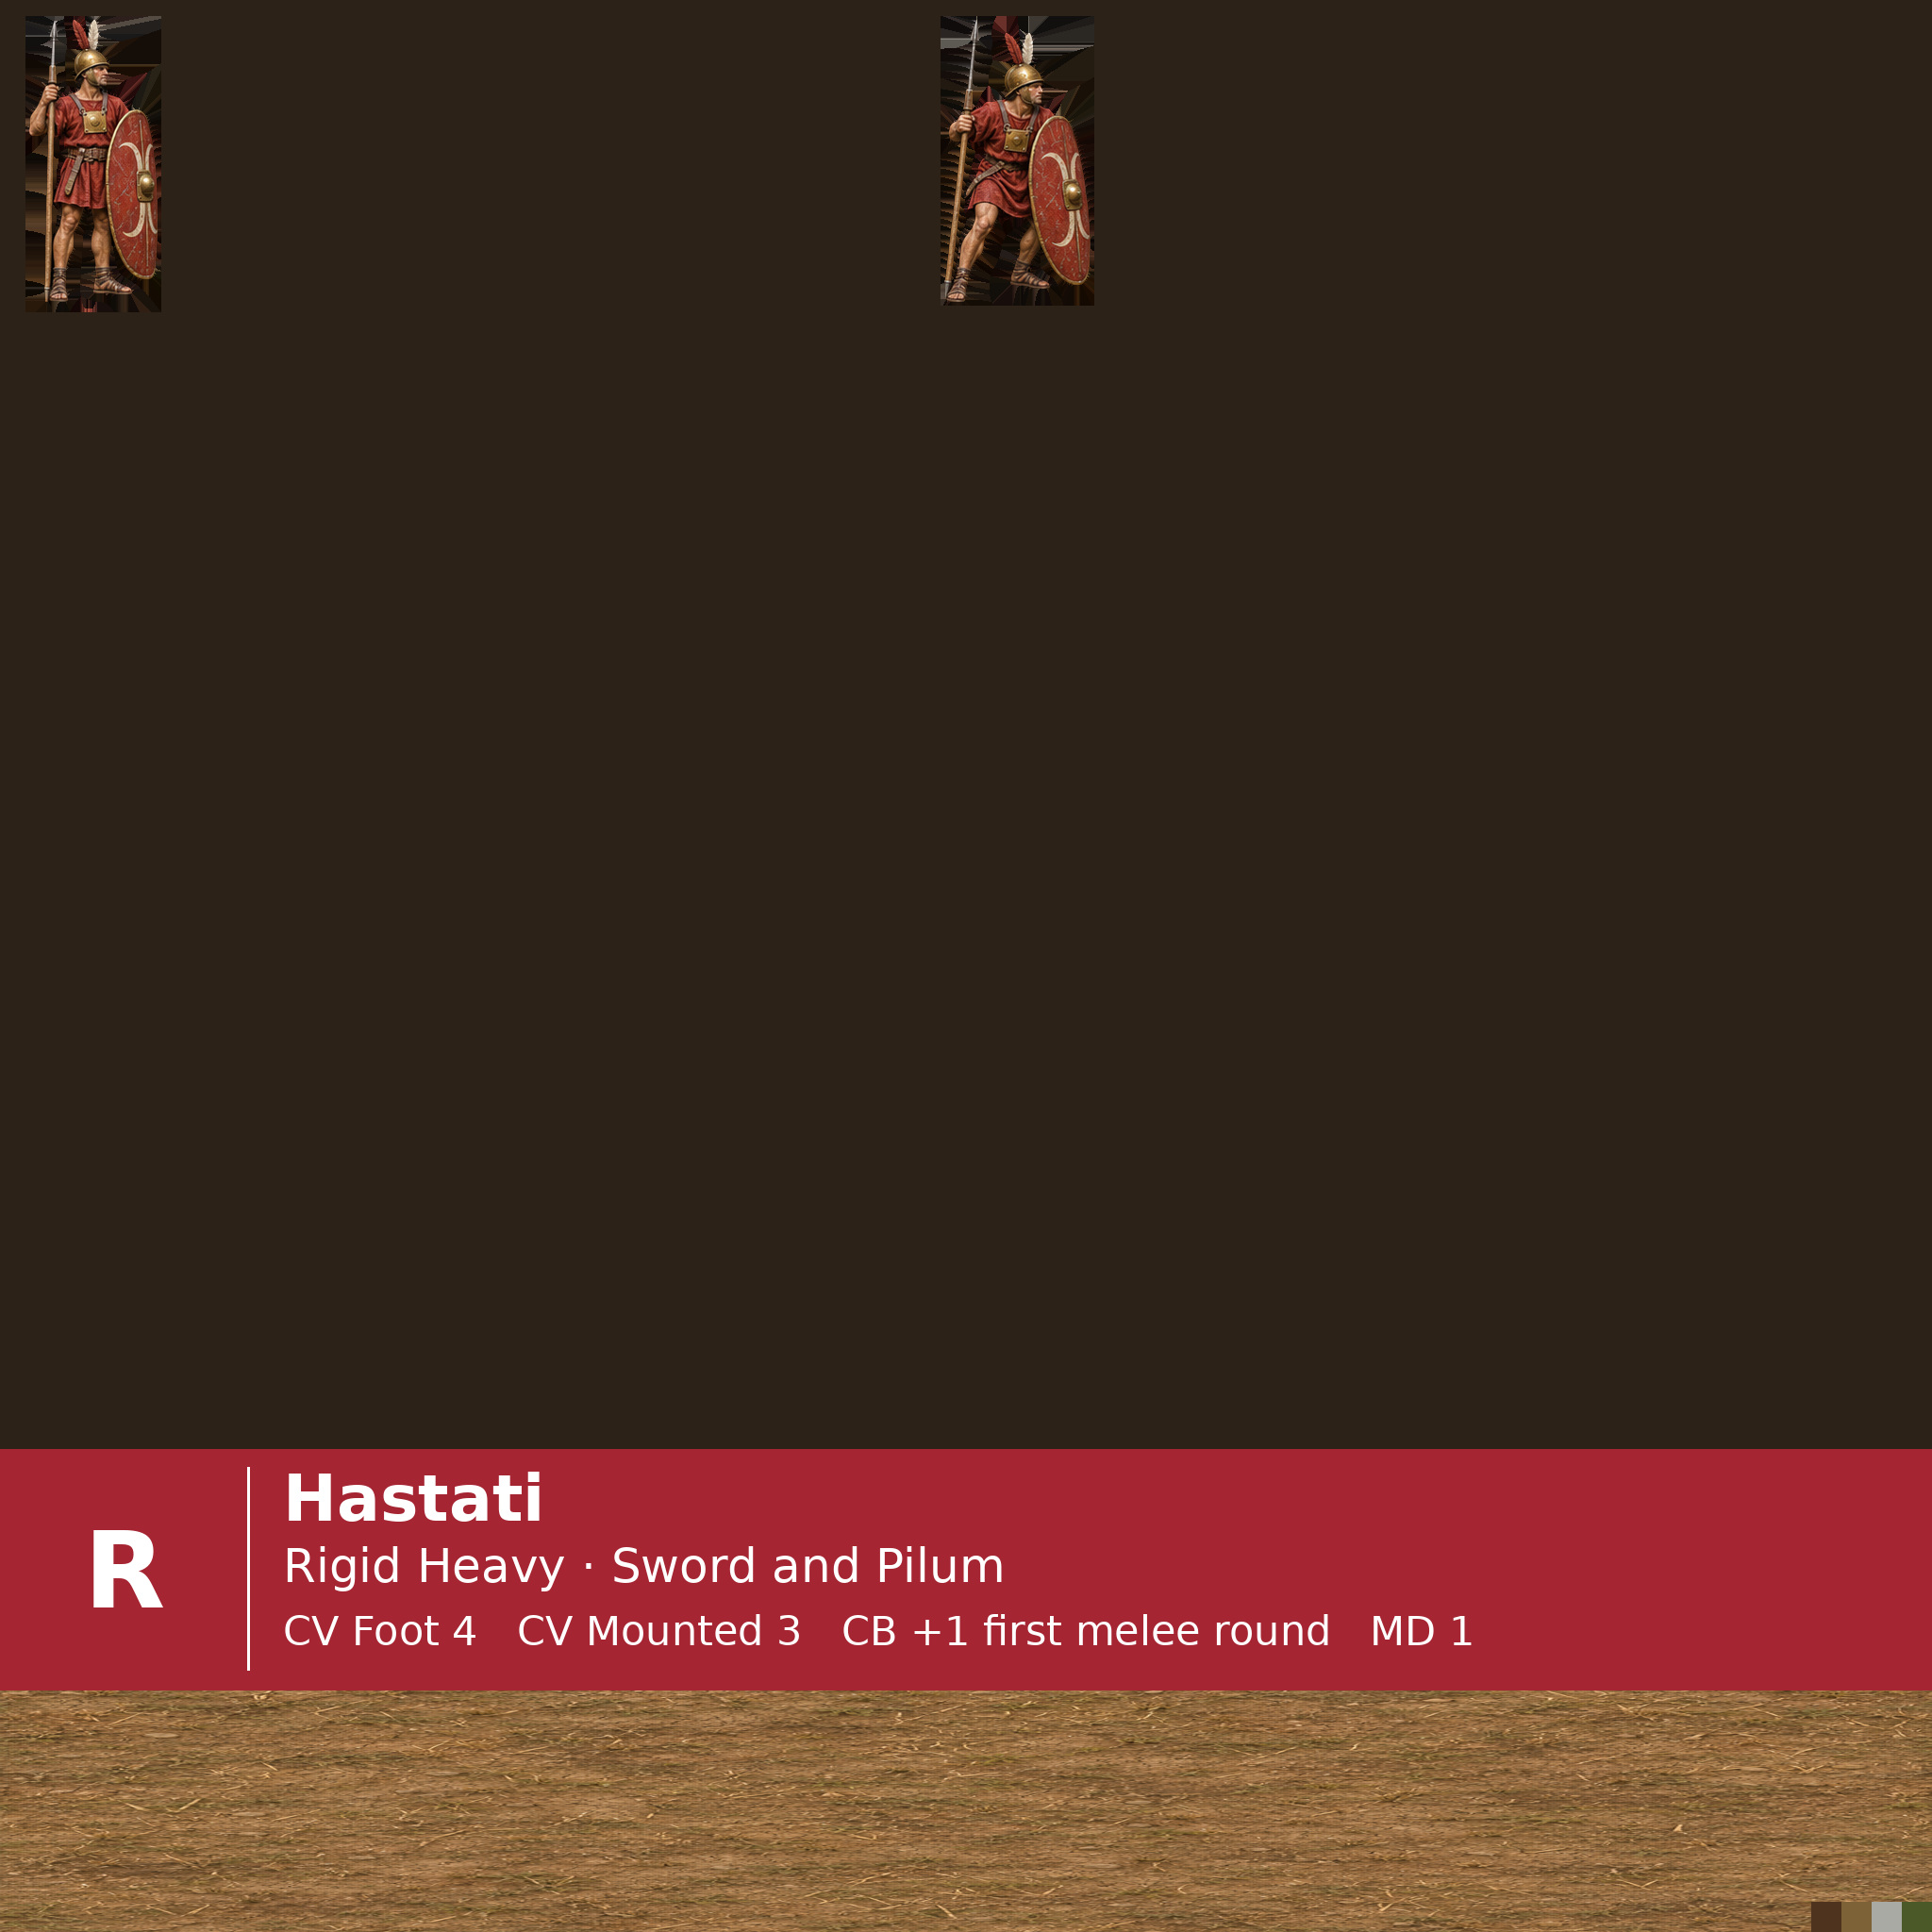 R
Hastati
Rigid Heavy · Sword and Pilum
CV Foot 4   CV Mounted 3   CB +1 first melee round   MD 1